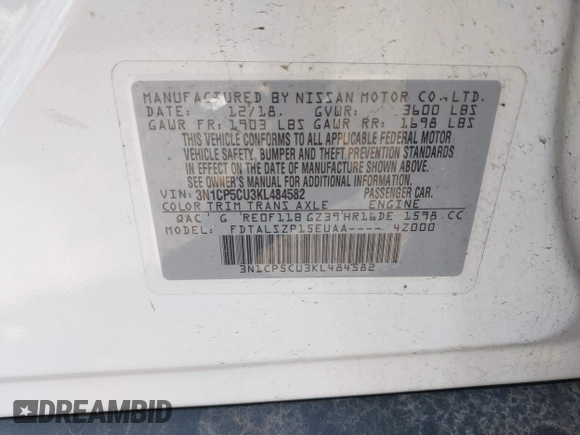 MANUFACTURED BY NISSAN MOTOR CO.,LTD.
DATE: 12/18. GVWR: 3600 LBS
GAWR FR: 1903 LBS GAWR RR: 1698 LBS
THIS VEHICLE CONFORMS TO ALL APPLICABLE FEDERAL MOTOR
VEHICLE SAFETY, BUMPER AND THEFT PREVENTION STANDARDS
IN EFFECT ON THE DATE OF MANUFACTURE SHOWN ABOVE.
SEE OWNER'S MANUAL FOR ADDITIONAL INFORMATION.
VIN: 3N1CP5CU3KL484582 PASSENGER CAR.
COLOR TRIM TRANS AXLE ENGINE
QAC G RE0F11B GZ39 HR16DE 1598 CC
MODEL: FDTALSZP15EUAA---- 4Z000
3N1CP5CU3KL484582
DREAMBID